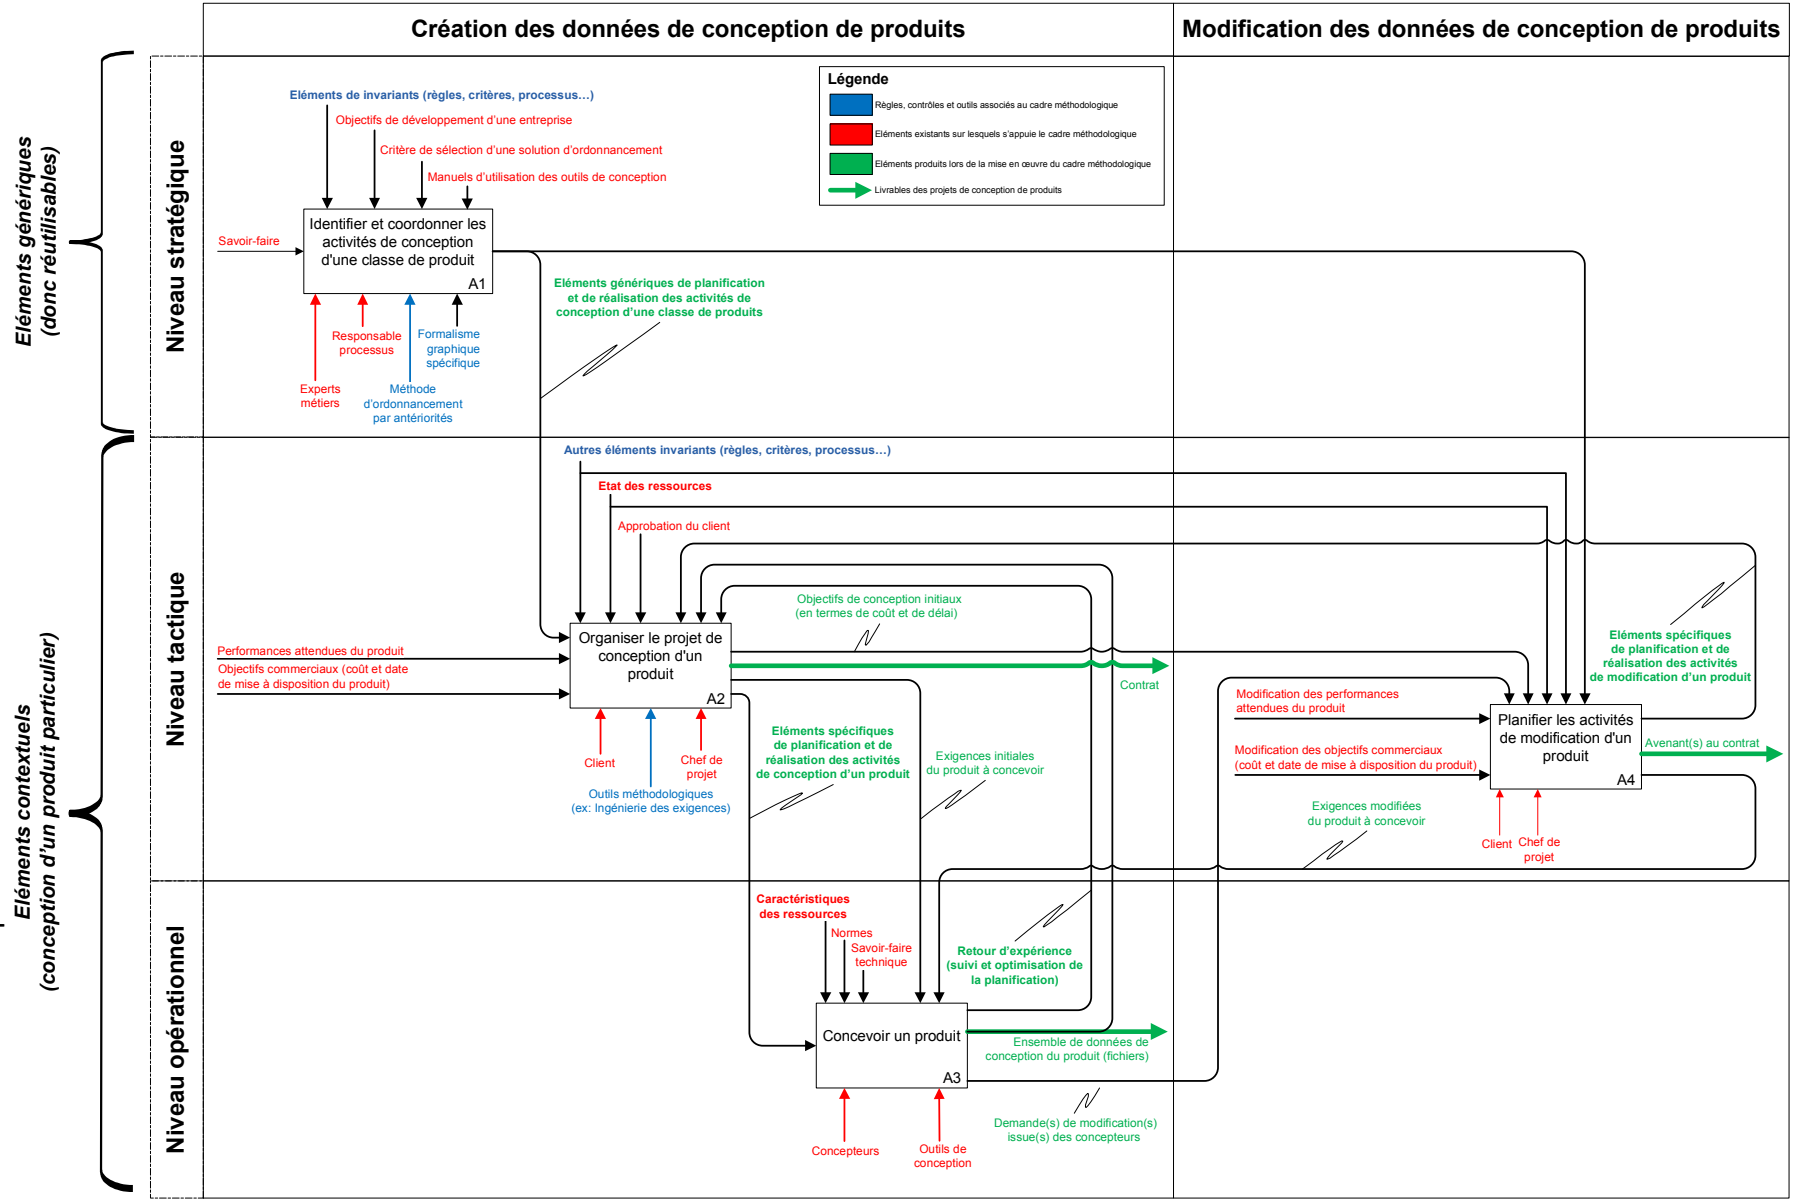 Création des données de conception de produits
Modification des données de conception de produits
Eléments génériques
(donc réutilisables)
Niveau stratégique
Légende
Règles, contrôles et outils associés au cadre méthodologique
Eléments existants sur lesquels s'appuie le cadre méthodologique
Eléments produits lors de la mise en œuvre du cadre méthodologique
Livrables des projets de conception de produits
Eléments de invariants (règles, critères, processus…)
Objectifs de développement d'une entreprise
Critère de sélection d'une solution d'ordonnancement
Manuels d'utilisation des outils de conception
Savoir-faire
Identifier et coordonner les
activités de conception
d'une classe de produit
A1
Experts
métiers
Responsable
processus
Méthode
d'ordonnancement
par antériorités
Formalisme
graphique
spécifique
Eléments génériques de planification
et de réalisation des activités de
conception d'une classe de produits
Eléments contextuels
(conception d'un produit particulier)
Niveau tactique
Autres éléments invariants (règles, critères, processus…)
Etat des ressources
Approbation du client
Objectifs de conception initiaux
(en termes de coût et de délai)
Performances attendues du produit
Objectifs commerciaux (coût et date
de mise à disposition du produit)
Organiser le projet de
conception d'un
produit
A2
Contrat
Client
Outils méthodologiques
(ex: Ingénierie des exigences)
Chef de
projet
Eléments spécifiques
de planification et de
réalisation des activités
de conception d'un produit
Exigences initiales
du produit à concevoir
Eléments spécifiques
de planification et de
réalisation des activités
de modification d'un produit
Modification des performances
attendues du produit
Modification des objectifs commerciaux
(coût et date de mise à disposition du produit)
Planifier les activités
de modification d'un
produit
A4
Avenant(s) au contrat
Exigences modifiées
du produit à concevoir
Client
Chef de
projet
Niveau opérationnel
Caractéristiques
des ressources
Normes
Savoir-faire
technique
Retour d'expérience
(suivi et optimisation de
la planification)
Concevoir un produit
A3
Ensemble de données de
conception du produit (fichiers)
Demande(s) de modification(s)
issue(s) des concepteurs
Concepteurs
Outils de
conception